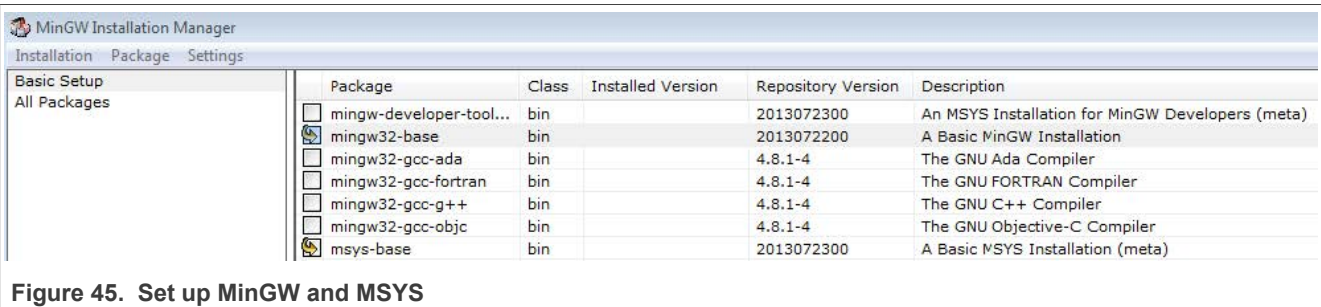 MinGW Installation Manager
Installation Package Settings
Basic Setup
All Packages
Package Class Installed Version Repository Version Description
mingw-developer-tool... bin 2013072300 An MSYS Installation for MinGW Developers (meta)
mingw32-base bin 2013072200 A Basic MinGW Installation
mingw32-gcc-ada bin 4.8.1-4 The GNU Ada Compiler
mingw32-gcc-fortran bin 4.8.1-4 The GNU FORTRAN Compiler
mingw32-gcc-g++ bin 4.8.1-4 The GNU C++ Compiler
mingw32-gcc-objc bin 4.8.1-4 The GNU Objective-C Compiler
msys-base bin 2013072300 A Basic MSYS Installation (meta)
Figure 45. Set up MinGW and MSYS